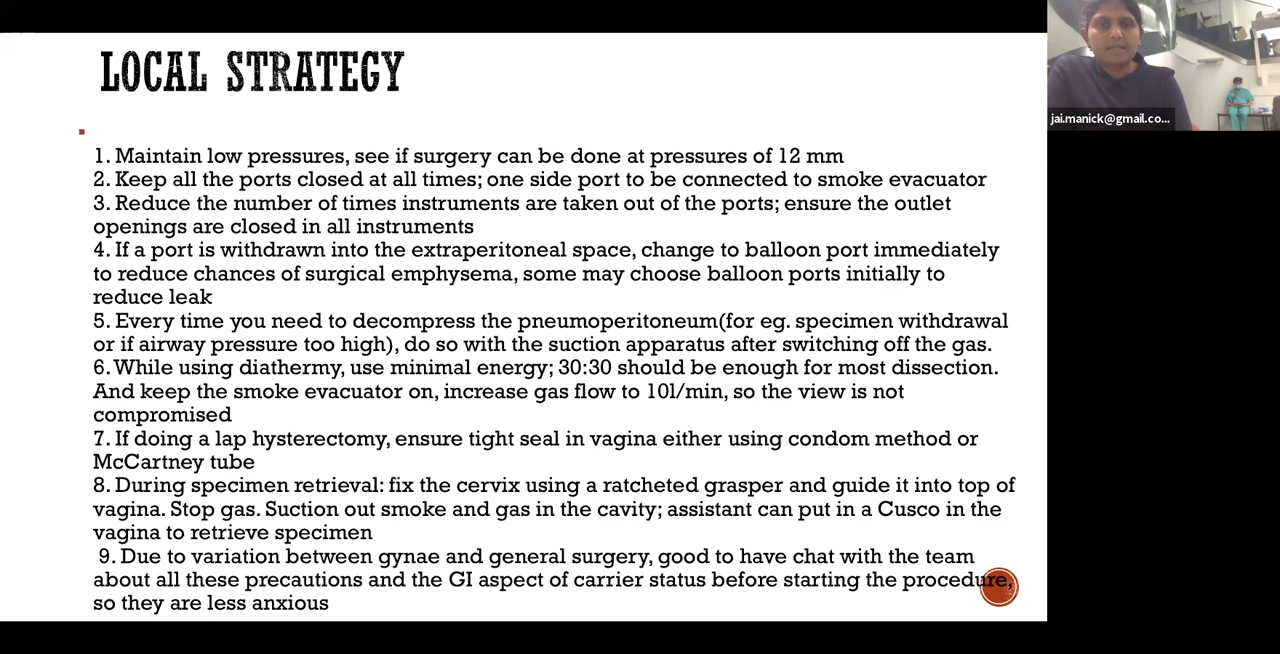 LOCAL STRATEGY
jai.manick@gmail.co...
1. Maintain low pressures, see if surgery can be done at pressures of 12 mm
2. Keep all the ports closed at all times; one side port to be connected to smoke evacuator
3. Reduce the number of times instruments are taken out of the ports; ensure the outlet
openings are closed in all instruments
4. If a port is withdrawn into the extraperitoneal space, change to balloon port immediately
to reduce chances of surgical emphysema, some may choose balloon ports initially to
reduce leak
5. Every time you need to decompress the pneumoperitoneum(for eg. specimen withdrawal
or if airway pressure too high), do so with the suction apparatus after switching off the gas.
6. While using diathermy, use minimal energy; 30:30 should be enough for most dissection.
And keep the smoke evacuator on, increase gas flow to 10l/min, so the view is not
compromised
7. If doing a lap hysterectomy, ensure tight seal in vagina either using condom method or
McCartney tube
8. During specimen retrieval: fix the cervix using a ratcheted grasper and guide it into top of
vagina. Stop gas. Suction out smoke and gas in the cavity; assistant can put in a Cusco in the
vagina to retrieve specimen
9. Due to variation between gynae and general surgery, good to have chat with the team
about all these precautions and the GI aspect of carrier status before starting the procedure,
so they are less anxious